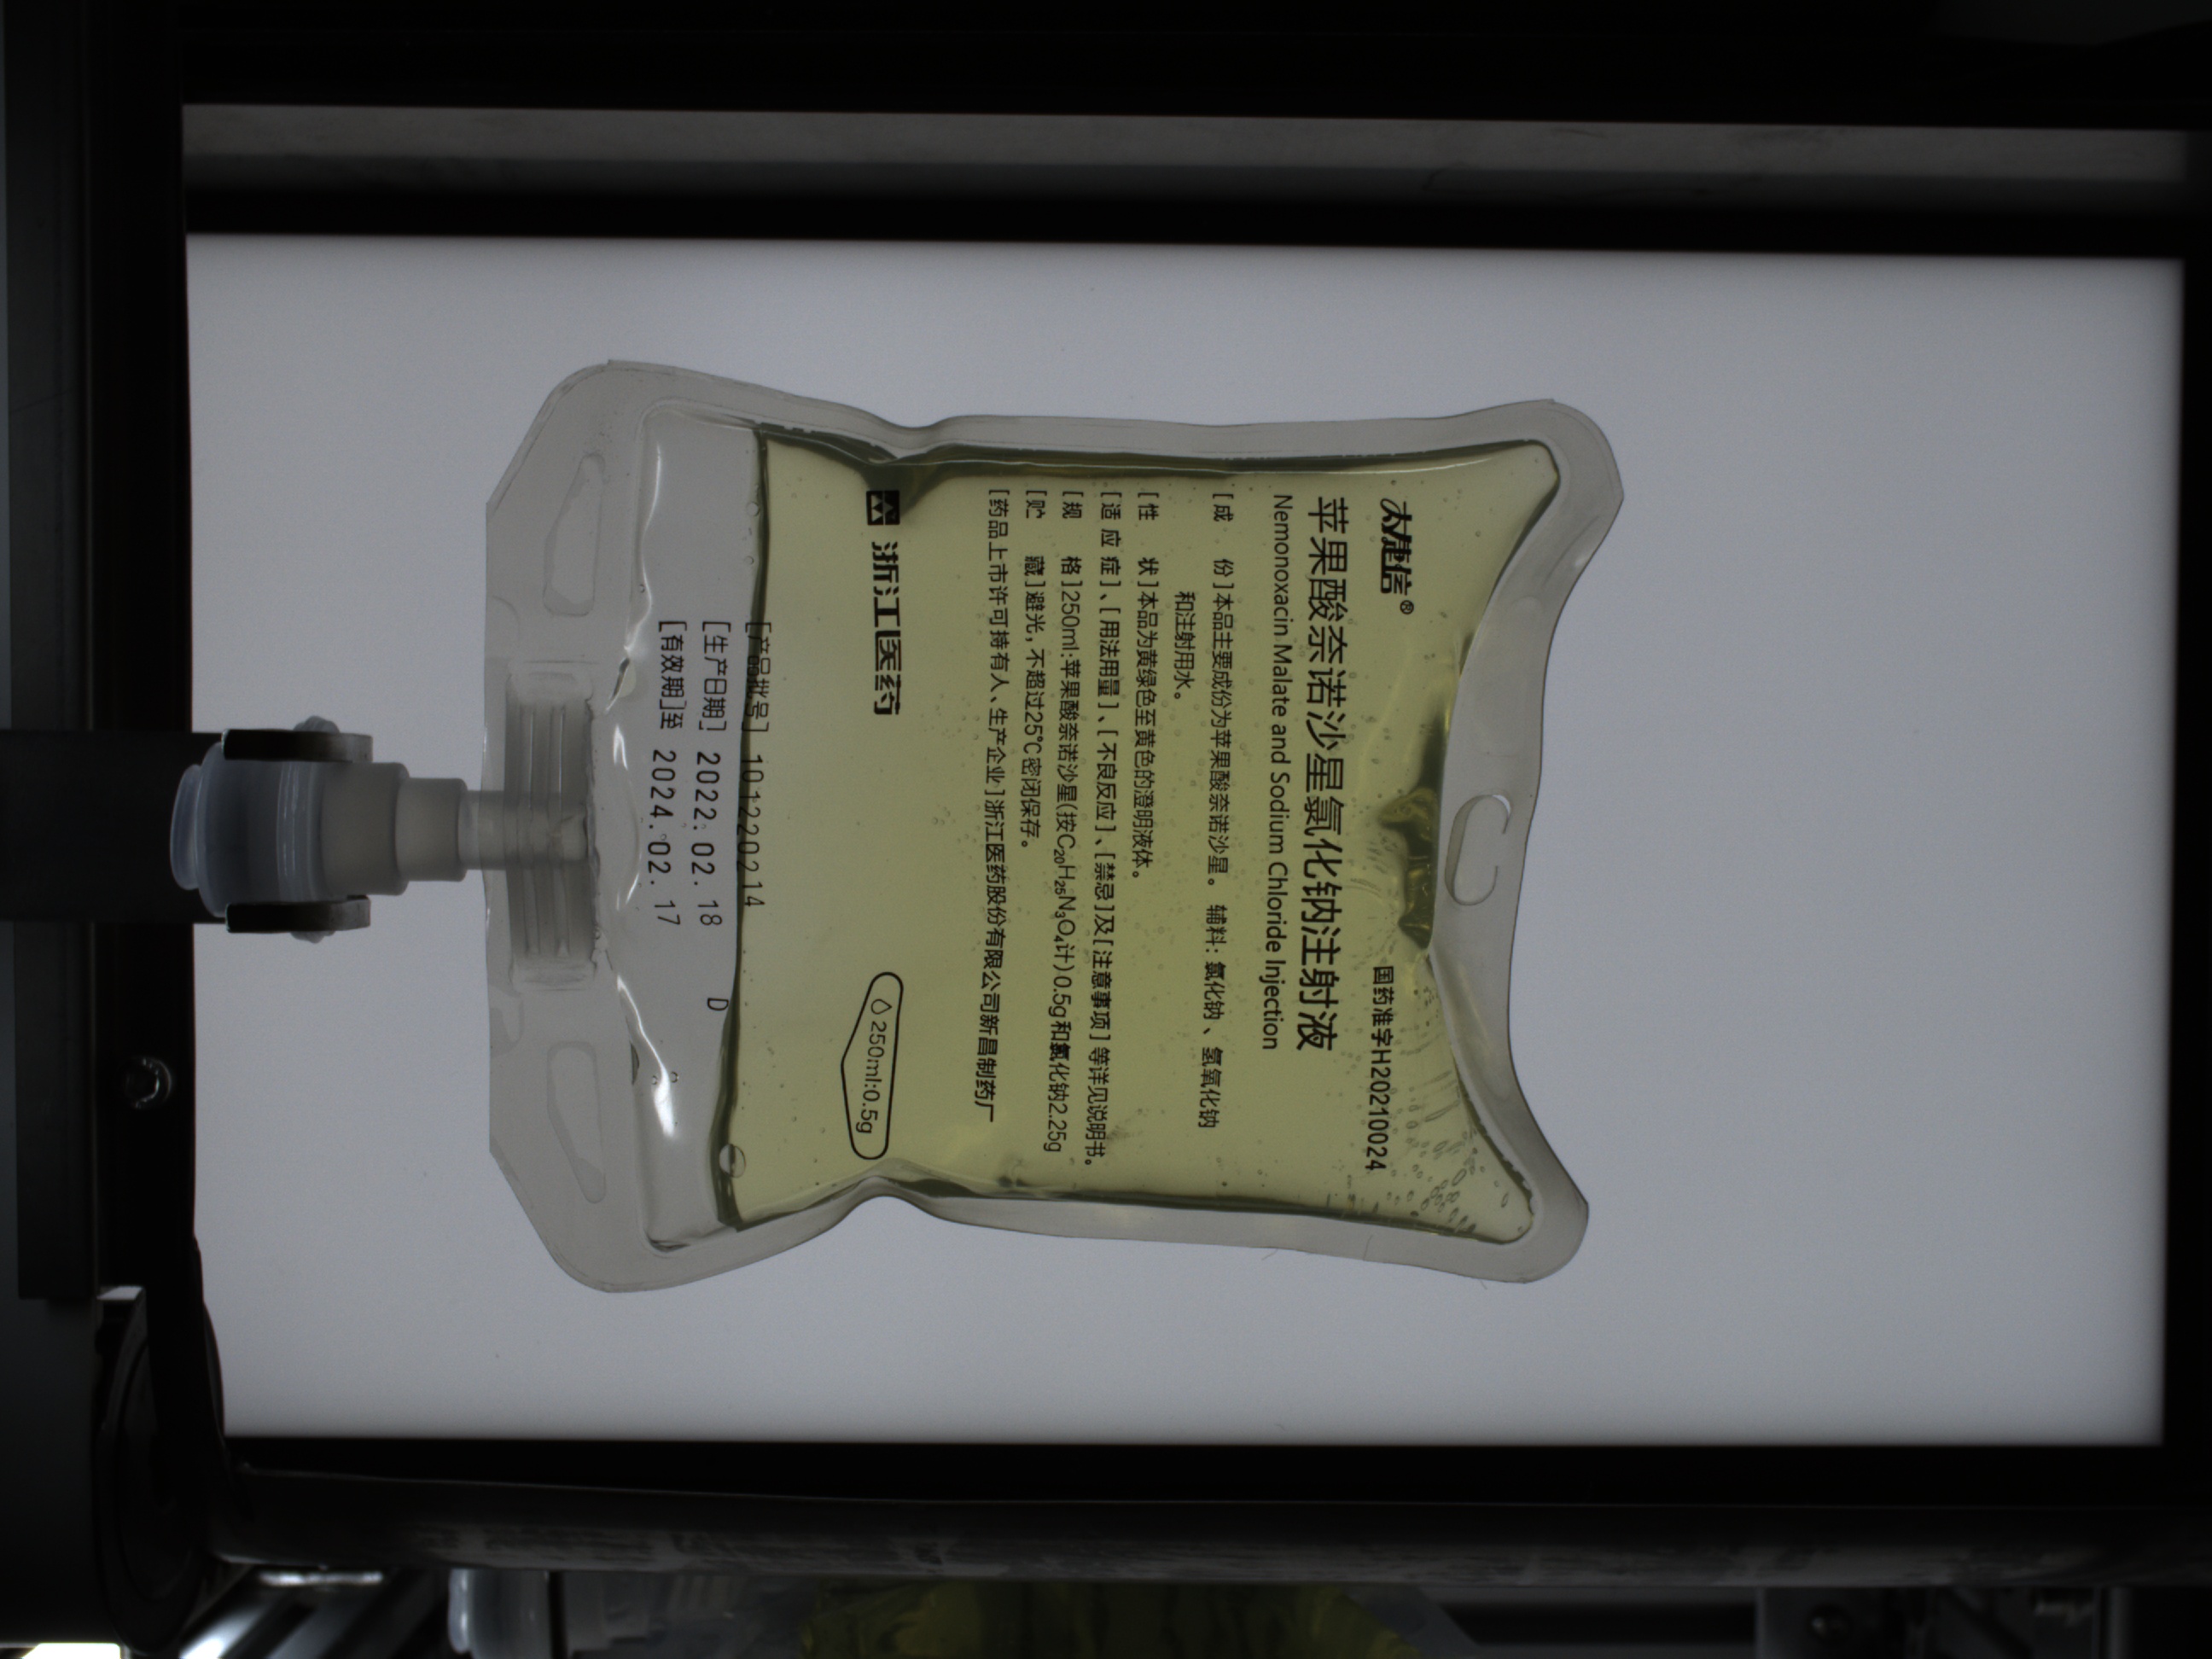 太捷信®
国药准字H20210024
苹果酸奈诺沙星氯化钠注射液
Nemonoxacin Malate and Sodium Chloride Injection
[成 份]本品主要成份为苹果酸奈诺沙星。辅料:氯化钠、氢氧化钠
和注射用水。
[性 状]本品为黄绿色至黄色的澄明液体。
[适 应 症]、[用法用量]、[不良反应]、[禁忌]及[注意事项]等详见说明书。
[规 格]250ml:苹果酸奈诺沙星(按C₂₀H₂₅N₃O₄计)0.5g和氯化钠2.25g
[贮 藏]避光,不超过25℃密闭保存。
[药品上市许可持有人、生产企业]浙江医药股份有限公司新昌制药厂
浙江医药
250ml:0.5g
[产品批号] 101220214
[生产日期] 2022.02.18 D
[有效期]至 2024.02.17